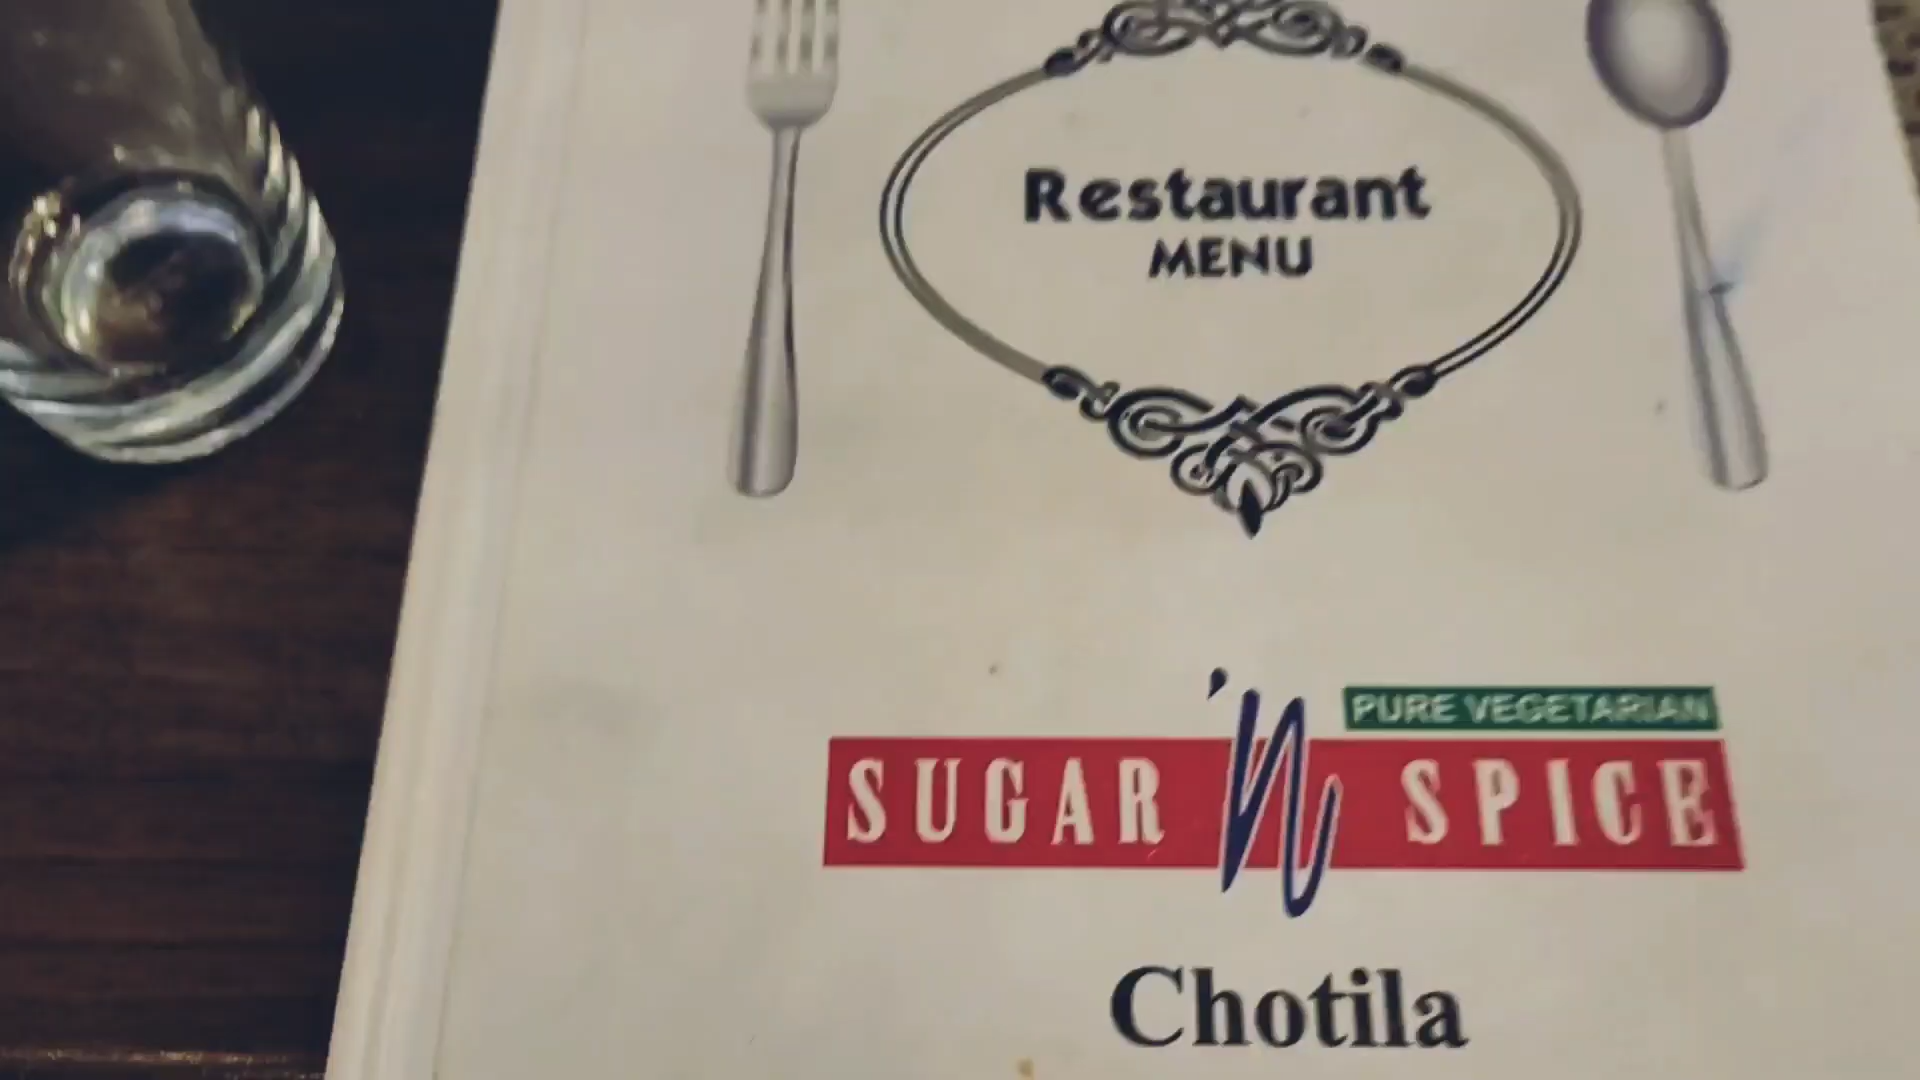 Restaurant
MENU
PURE VEGETARIAN
SUGAR 'N SPICE
Chotila